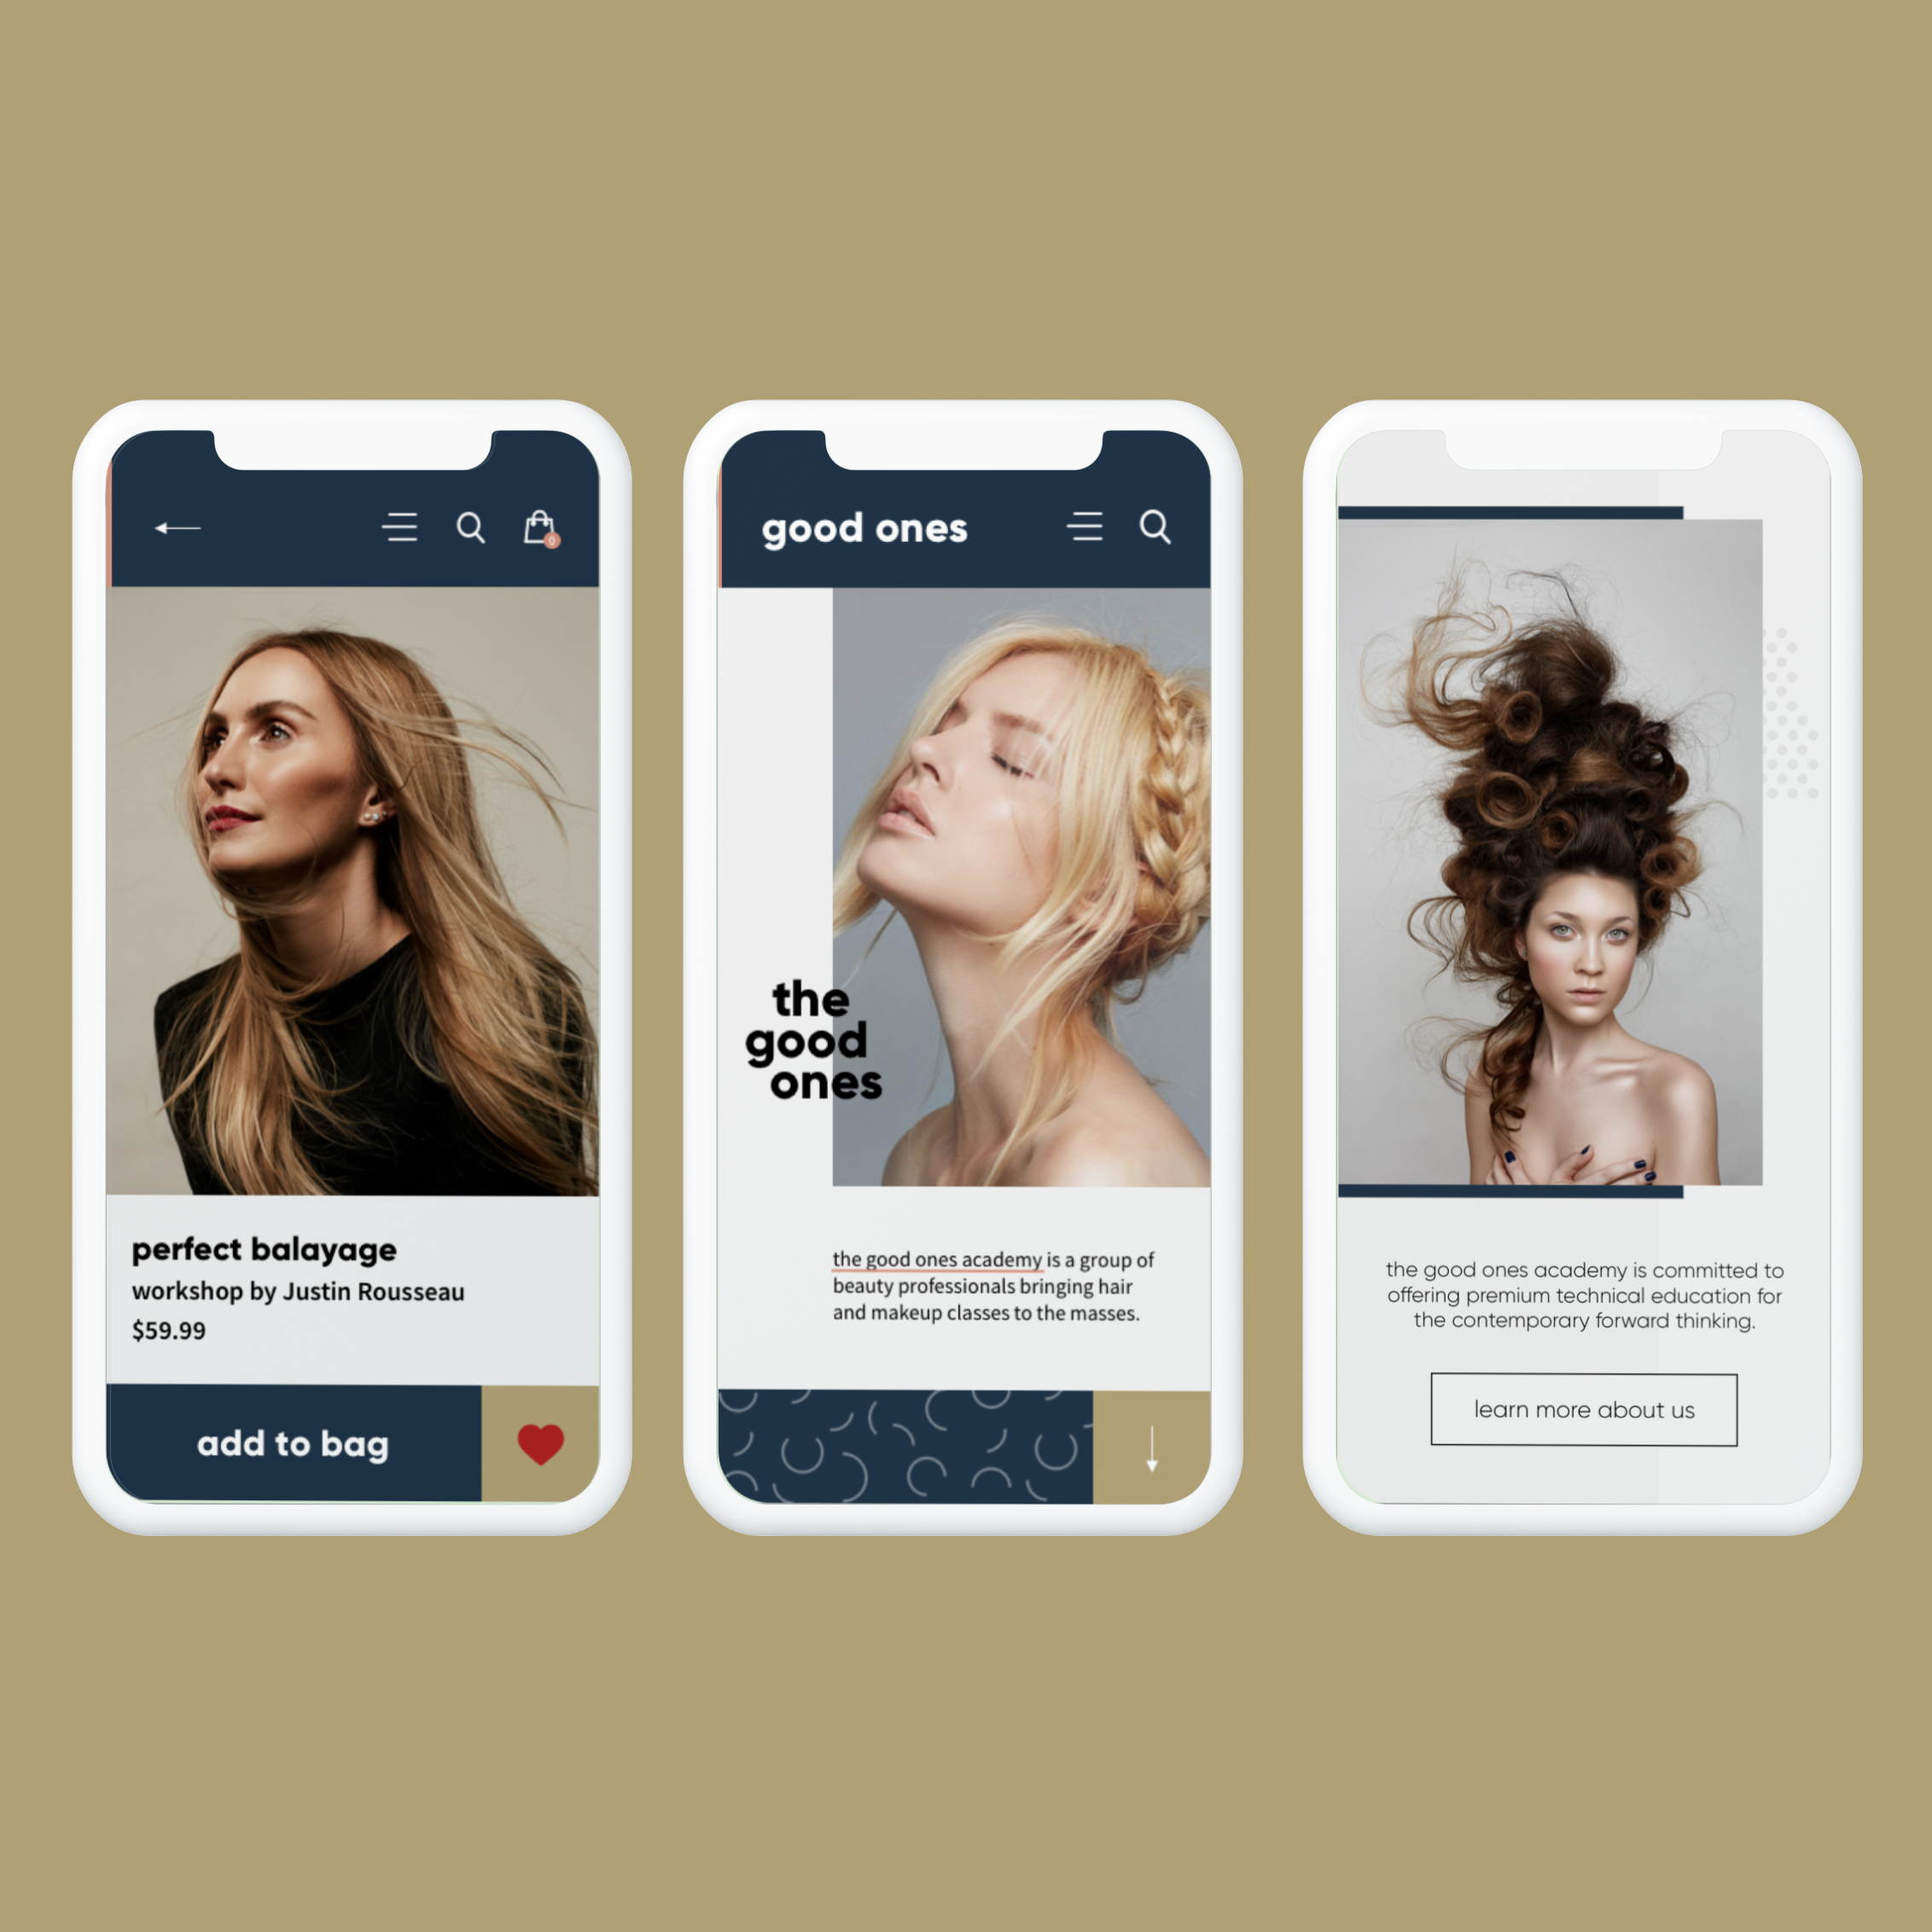 0
perfect balayage
workshop by Justin Rousseau
$59.99
add to bag
good ones
the
good
ones
the good ones academy is a group of
beauty professionals bringing hair
and makeup classes to the masses.
the good ones academy is committed to
offering premium technical education for
the contemporary forward thinking.
learn more about us